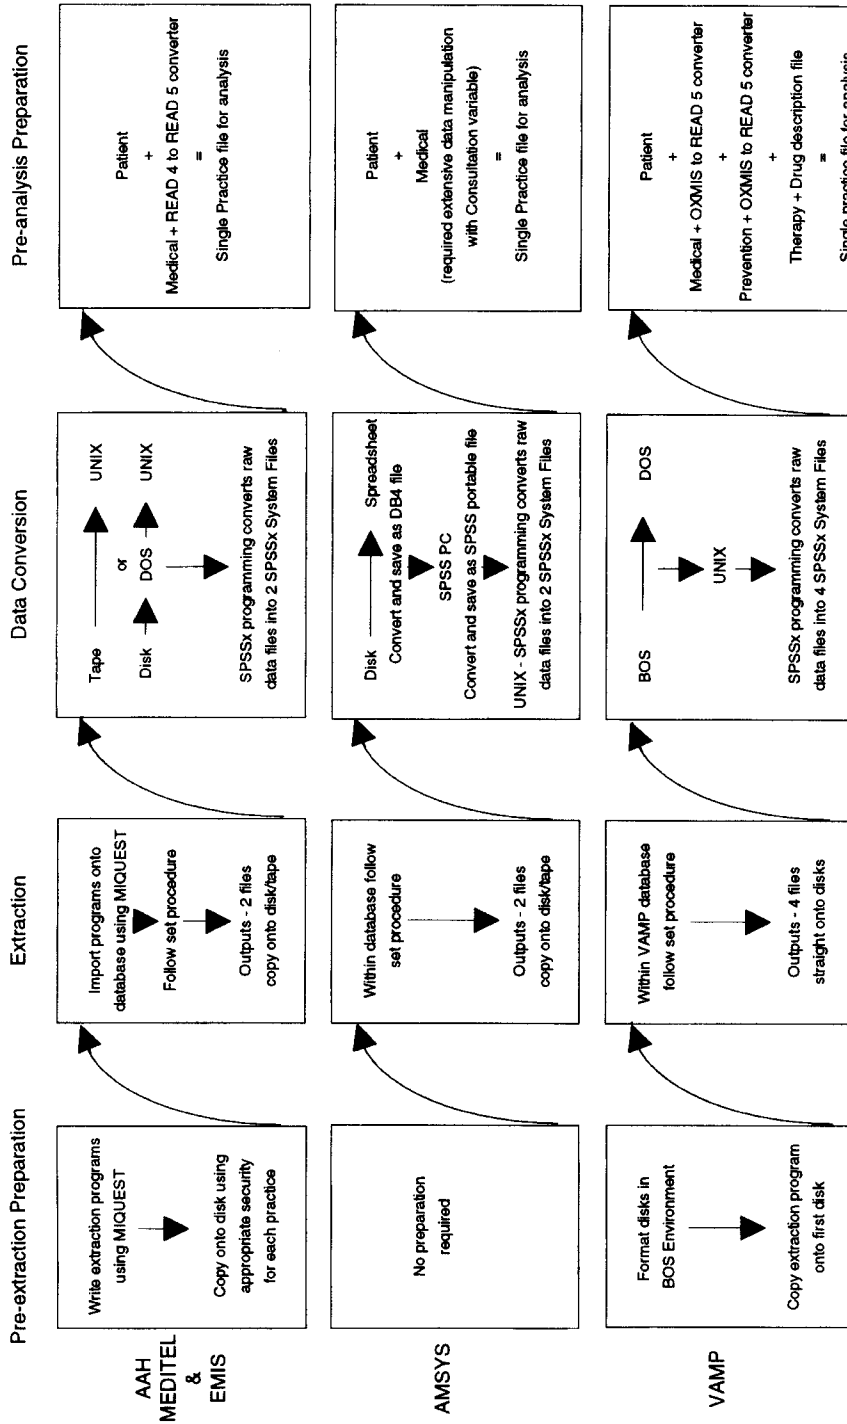 Pre-extraction Preparation
Extraction
Data Conversion
Pre-analysis Preparation
AAH
MEDITEL
&
EMIS
Write extraction programs
using MIQUEST
Copy onto disk using
appropriate security
for each practice
Import programs onto
database using MIQUEST
Follow set procedure
Outputs - 2 files
copy onto disk/tape
Tape UNIX
or
Disk DOS UNIX
SPSSx programming converts raw
data files into 2 SPSSx System Files
Patient
+
Medical + READ 4 to READ 5 converter
=
Single Practice file for analysis
AMSYS
No preparation
required
Within database follow
set procedure
Outputs - 2 files
copy onto disk/tape
Disk Spreadsheet
Convert and save as DB4 file
SPSS PC
Convert and save as SPSS portable file
UNIX - SPSSx programming converts raw
data files into 2 SPSSx System Files
Patient
+
Medical
(required extensive data manipulation
with Consultation variable)
=
Single Practice file for analysis
VAMP
Format disks in
BOS Environment
Copy extraction program
onto first disk
Within VAMP database
follow set procedure
Outputs - 4 files
straight onto disks
BOS DOS
UNIX
SPSSx programming converts raw
data files into 4 SPSSx System Files
Patient
+
Medical + OXMIS to READ 5 converter
+
Prevention + OXMIS to READ 5 converter
+
Therapy + Drug description file
=
Single practice file for analysis